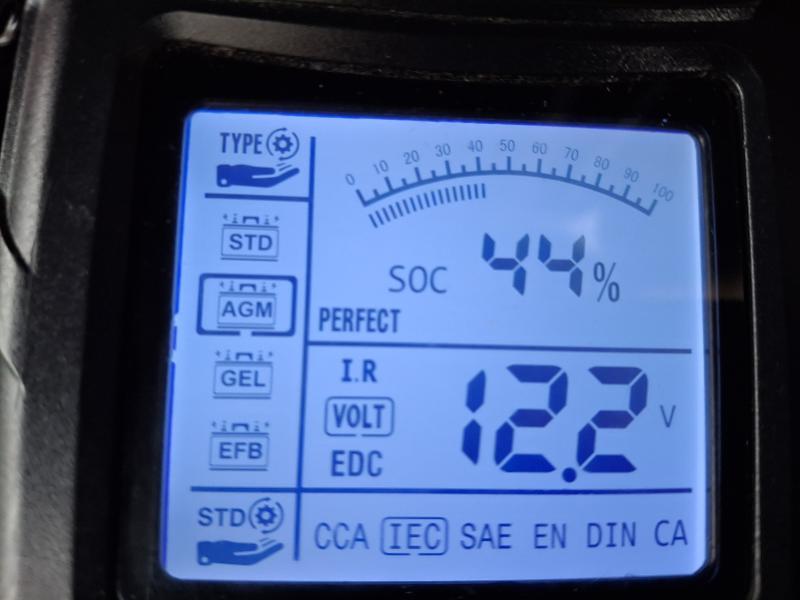 TYPE
0 10 20 30 40 50 60 70 80 90 100
STD
SOC 44%
AGM
PERFECT
GEL
I.R
VOLT 12.2 V
EFB
EDC
STD
CCA IEC SAE EN DIN CA